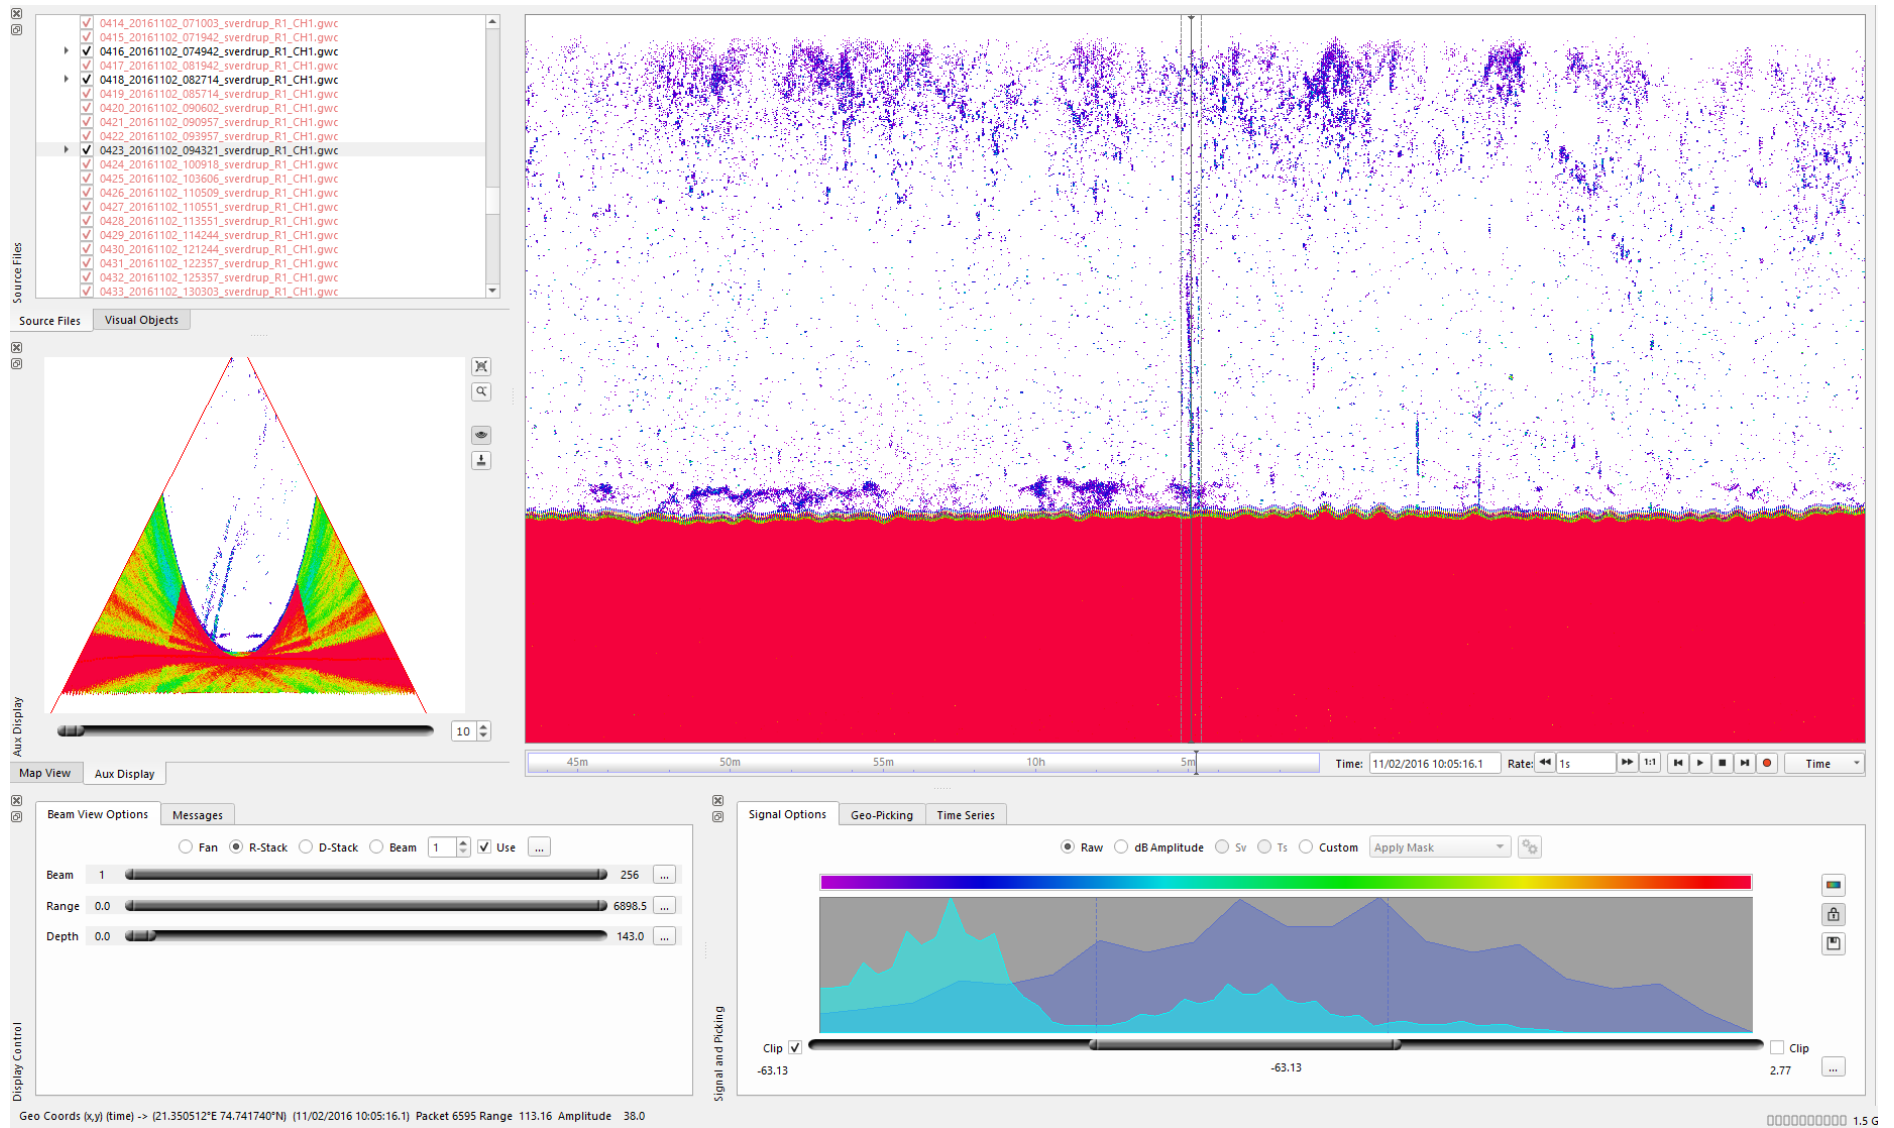 0414_20161102_071003_sverdrup_R1_CH1.gwc
0415_20161102_071942_sverdrup_R1_CH1.gwc
0416_20161102_074942_sverdrup_R1_CH1.gwc
0417_20161102_081942_sverdrup_R1_CH1.gwc
0418_20161102_082714_sverdrup_R1_CH1.gwc
0419_20161102_085714_sverdrup_R1_CH1.gwc
0420_20161102_090602_sverdrup_R1_CH1.gwc
0421_20161102_090957_sverdrup_R1_CH1.gwc
0422_20161102_093957_sverdrup_R1_CH1.gwc
0423_20161102_094321_sverdrup_R1_CH1.gwc
0424_20161102_100918_sverdrup_R1_CH1.gwc
0425_20161102_103606_sverdrup_R1_CH1.gwc
0426_20161102_110509_sverdrup_R1_CH1.gwc
0427_20161102_110551_sverdrup_R1_CH1.gwc
0428_20161102_113551_sverdrup_R1_CH1.gwc
0429_20161102_114244_sverdrup_R1_CH1.gwc
0430_20161102_121244_sverdrup_R1_CH1.gwc
0431_20161102_122357_sverdrup_R1_CH1.gwc
0432_20161102_125357_sverdrup_R1_CH1.gwc
0433_20161102_130303_sverdrup_R1_CH1.gwc
Source Files
Source Files Visual Objects
Aux Display
10
Map View Aux Display
45m 50m 55m 10h 5m
Time: 11/02/2016 10:05:16.1 Rate: 1s 1:1 Time
Display Control
Beam View Options Messages
Fan R-Stack D-Stack Beam 1 Use ...
Beam 1 256 ...
Range 0.0 6898.5 ...
Depth 0.0 143.0 ...
Signal and Picking
Signal Options Geo-Picking Time Series
Raw dB Amplitude Sv Ts Custom Apply Mask
Clip Clip
-63.13 -63.13 2.77 ...
Geo Coords (x,y) (time) -> (21.350512°E 74.741740°N) (11/02/2016 10:05:16.1) Packet 6595 Range 113.16 Amplitude 38.0
1.5 G